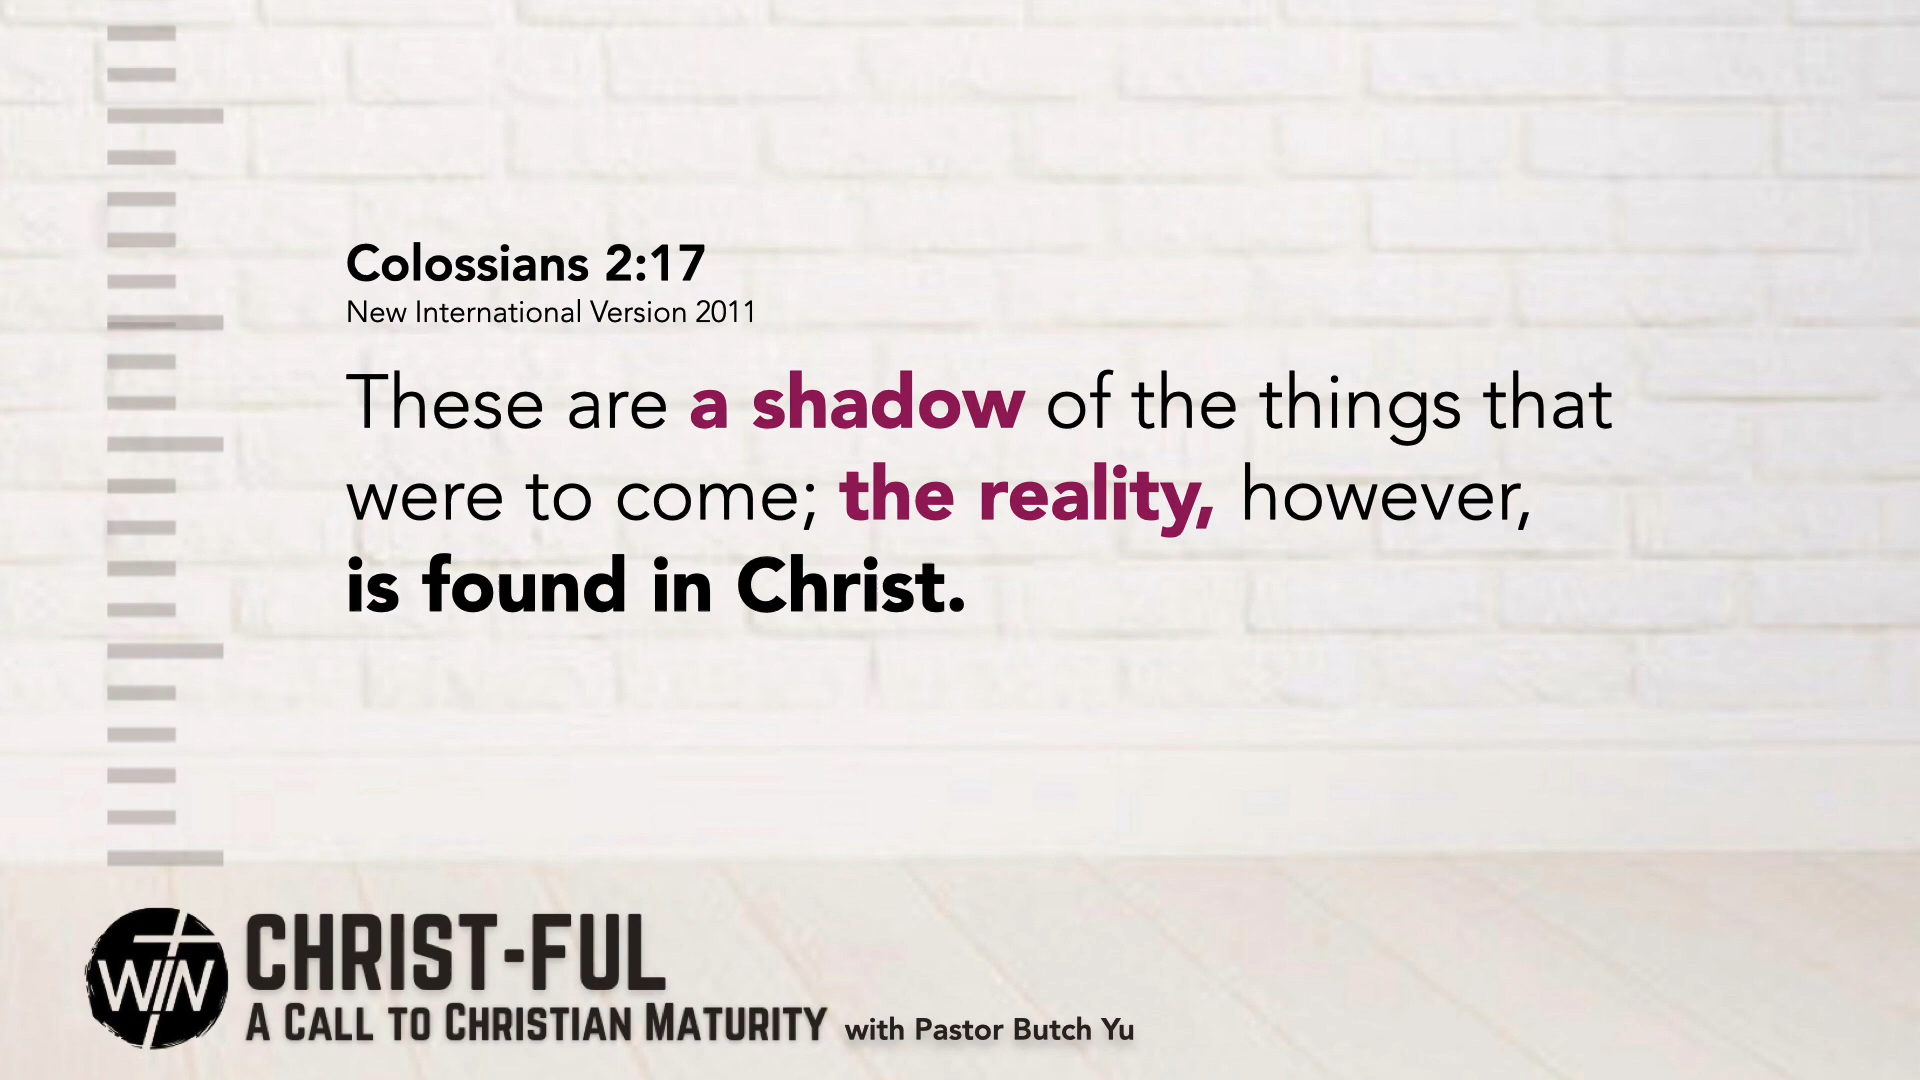 Colossians 2:17
New International Version 2011
These are a shadow of the things that
were to come; the reality, however,
is found in Christ.
WIN
CHRIST-FUL
A CALL TO CHRISTIAN MATURITY with Pastor Butch Yu